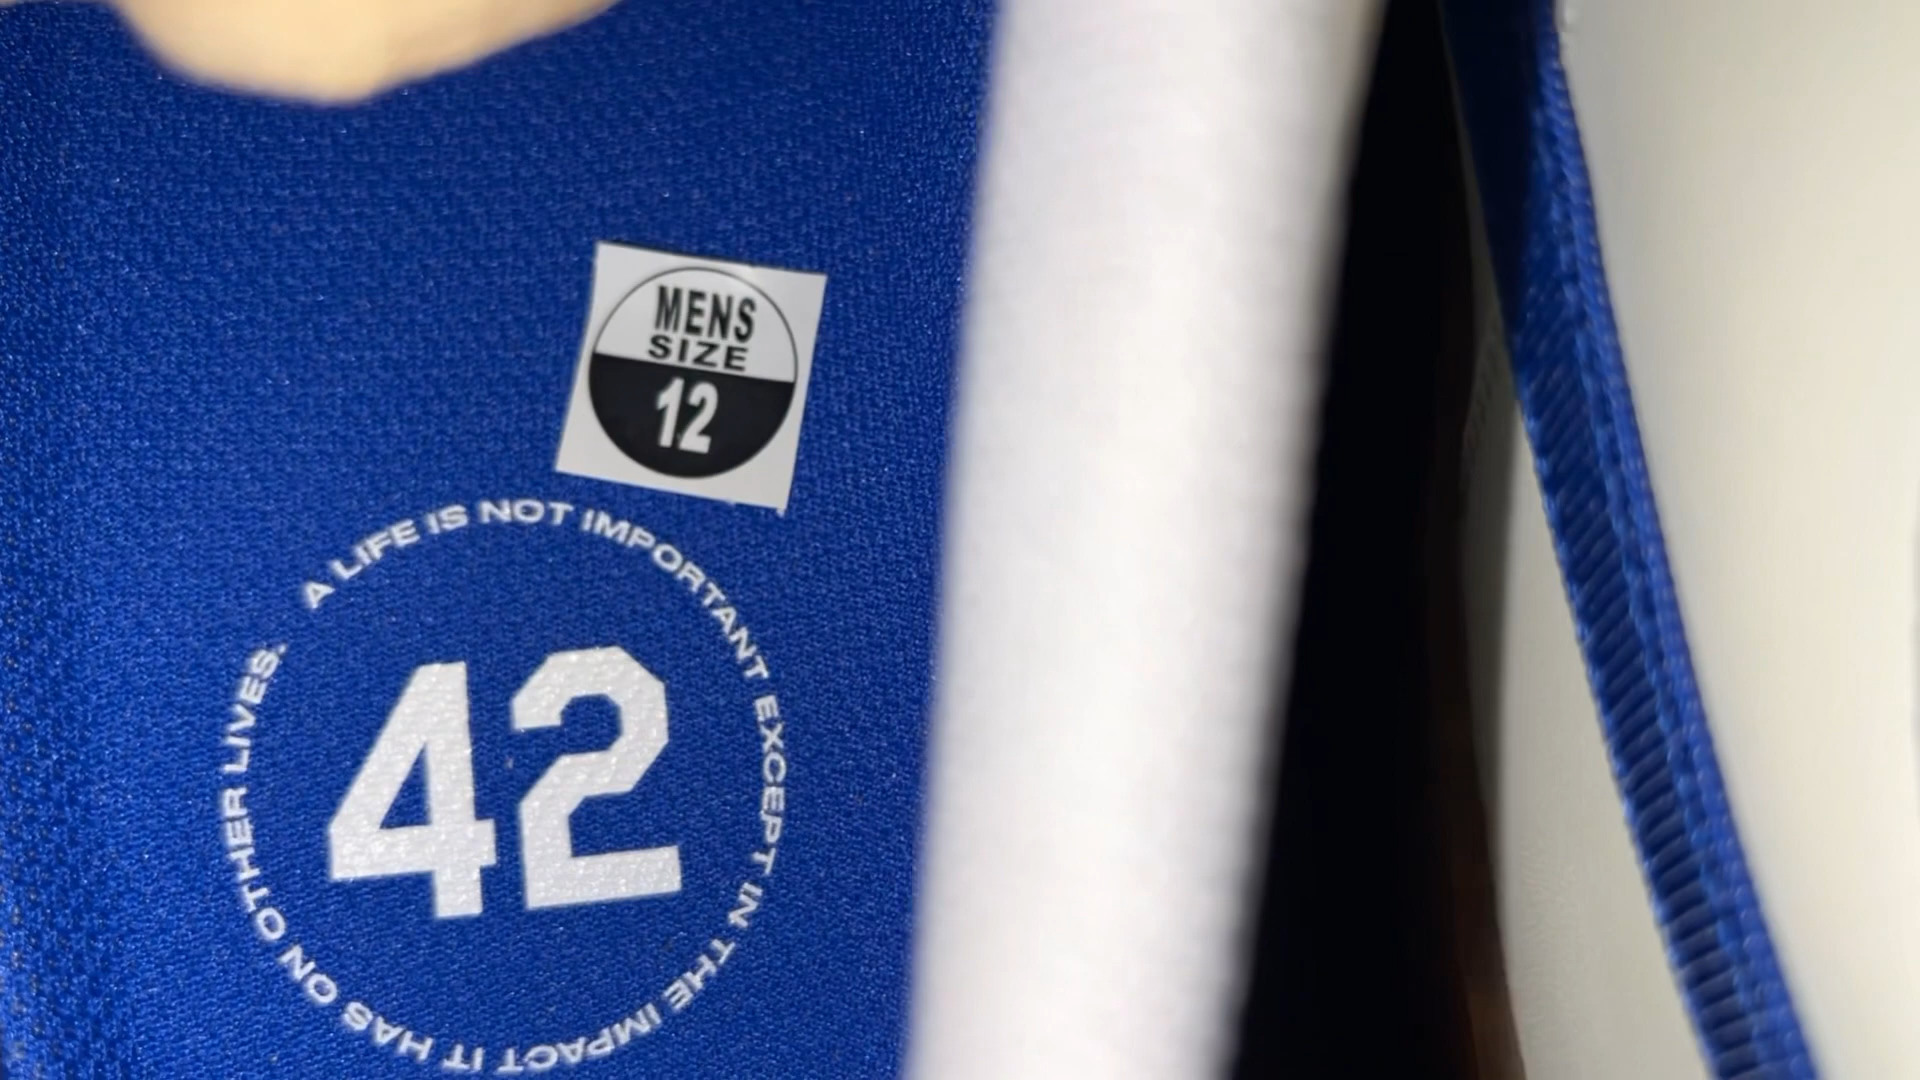 MENS
SIZE
12
A LIFE IS NOT IMPORTANT EXCEPT IN THE IMPACT IT HAS ON OTHER LIVES.
42